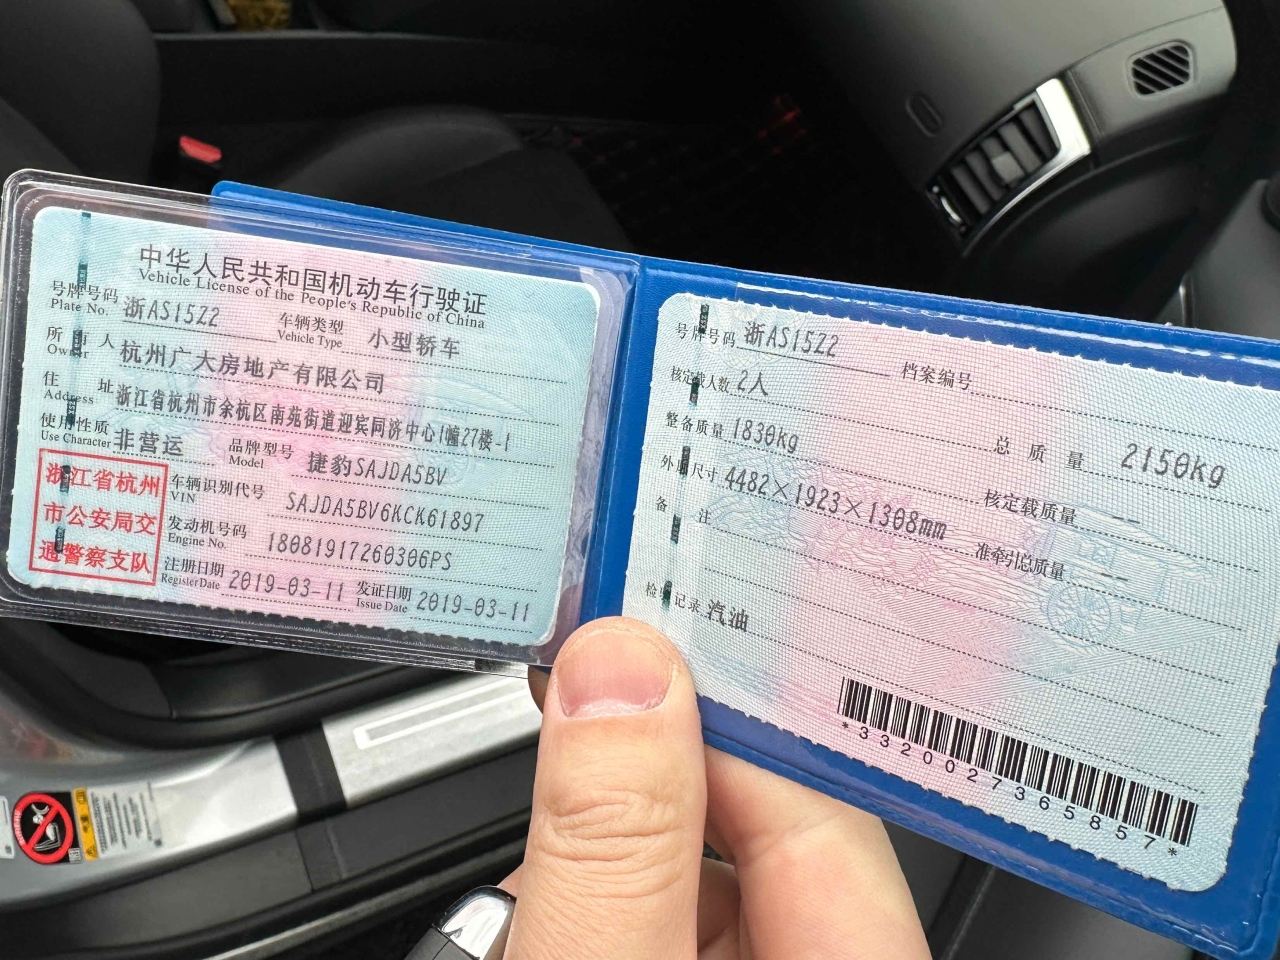 中华人民共和国机动车行驶证
Vehicle License of the People's Republic of China
号牌号码 浙AS15Z2 车辆类型 小型轿车
Plate No. Vehicle Type
所有人 杭州广大房地产有限公司
Owner
住址 浙江省杭州市余杭区南苑街道迎宾同济中心1幢27楼-1
Address
使用性质 非营运 品牌型号 捷豹SAJDA5BV
Use Character Model
浙江省杭州
市公安局交
通警察支队
车辆识别代号 SAJDA5BV6KCK61897
VIN
发动机号码 18081917260306PS
Engine No.
注册日期 2019-03-11 发证日期 2019-03-11
Register Date Issue Date
号牌号码 浙AS15Z2 档案编号
核定载人数 2人 总质量 2150kg
整备质量 1830kg 核定载质量 --
外廓尺寸 4482×1923×1308mm 准牵引总质量 --
备注
检验记录 汽油
*3320027365857*